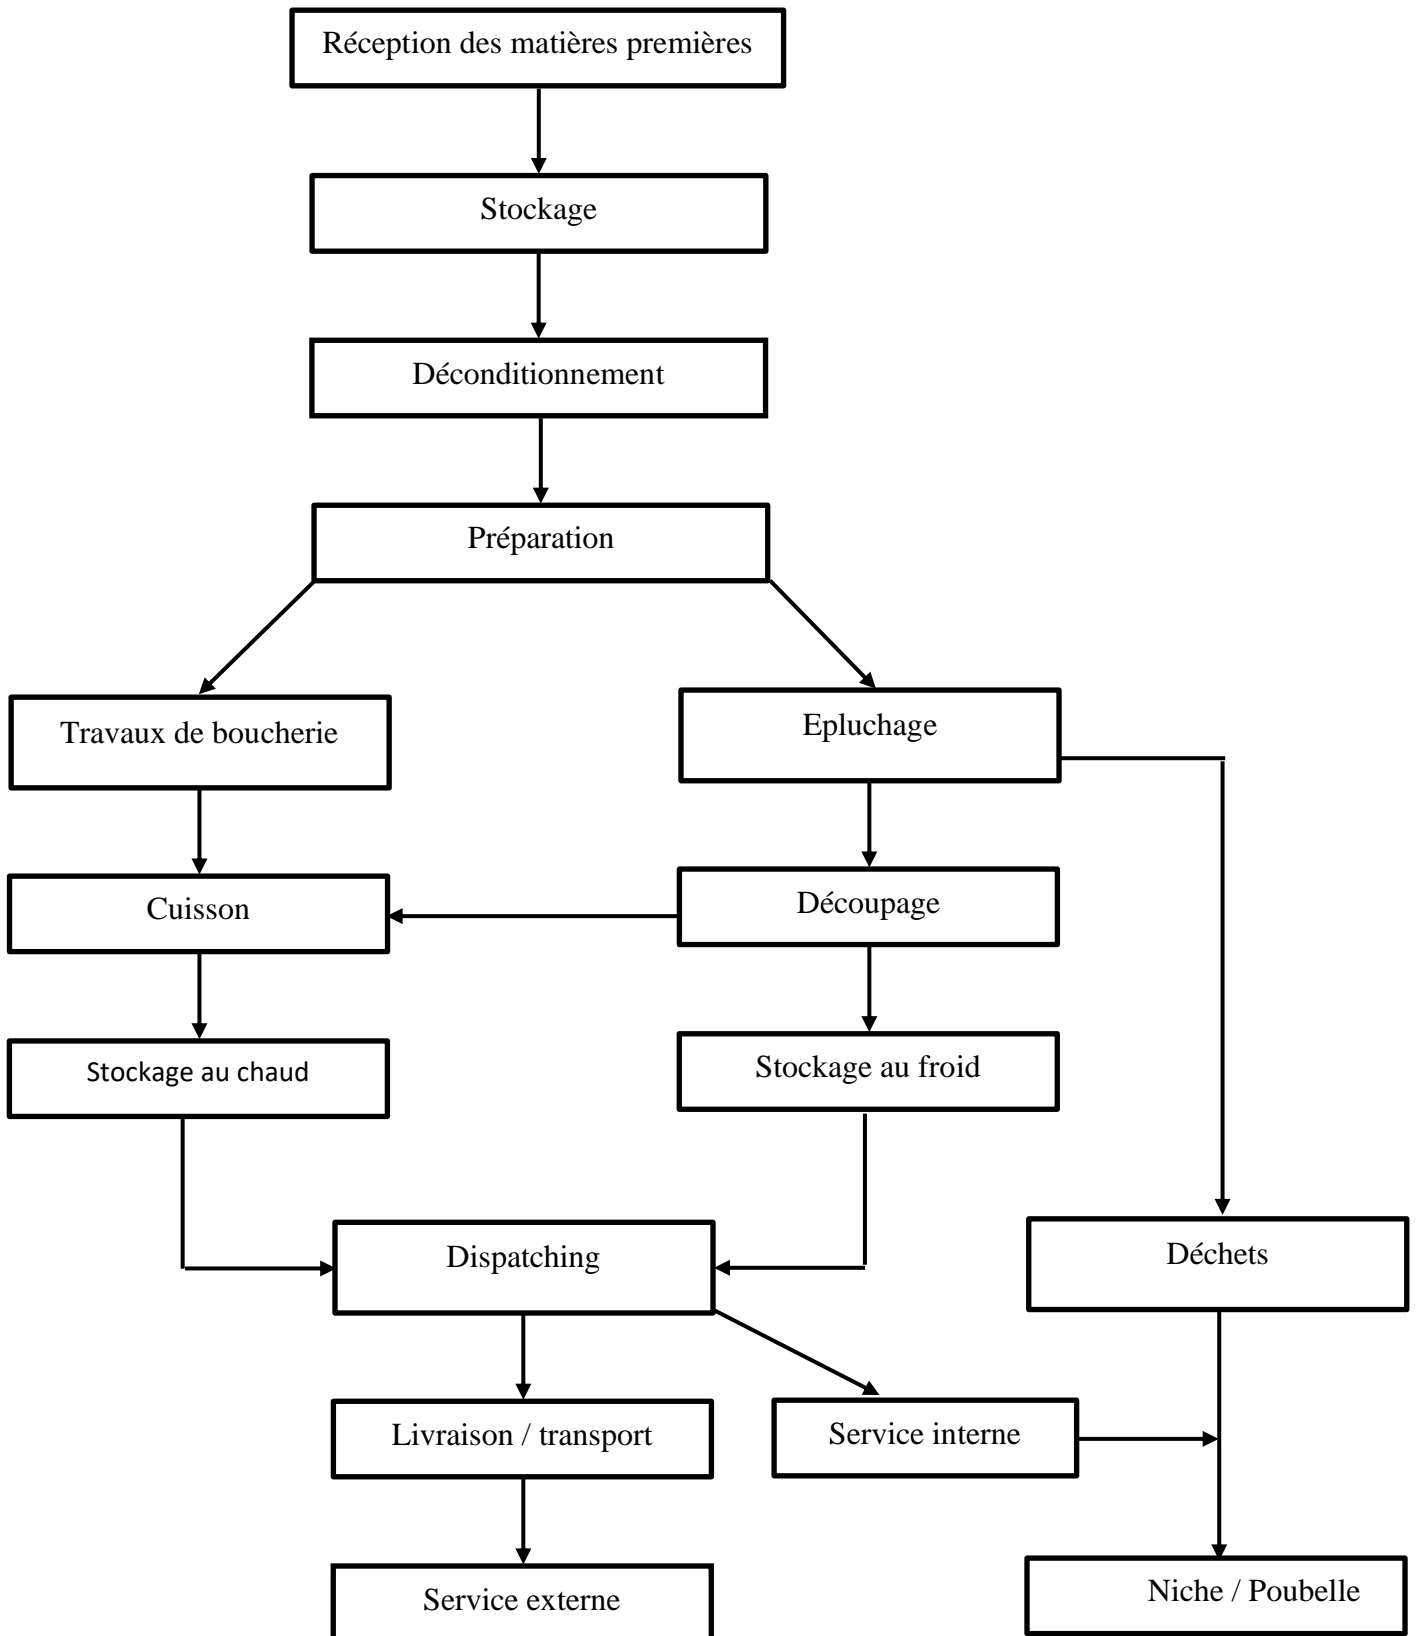 Réception des matières premières
Stockage
Déconditionnement
Préparation
Travaux de boucherie
Epluchage
Cuisson
Découpage
Stockage au chaud
Stockage au froid
Dispatching
Déchets
Livraison / transport
Service interne
Service externe
Niche / Poubelle